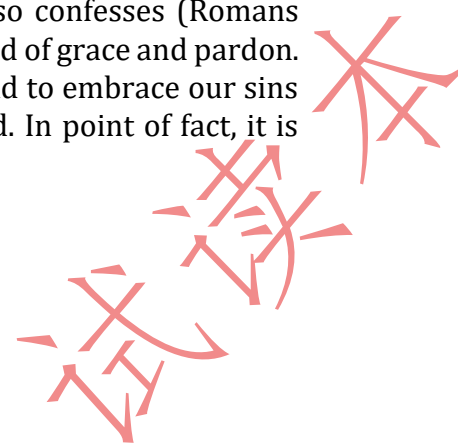 so confesses (Romans
d of grace and pardon.
d to embrace our sins
d. In point of fact, it is
试读本